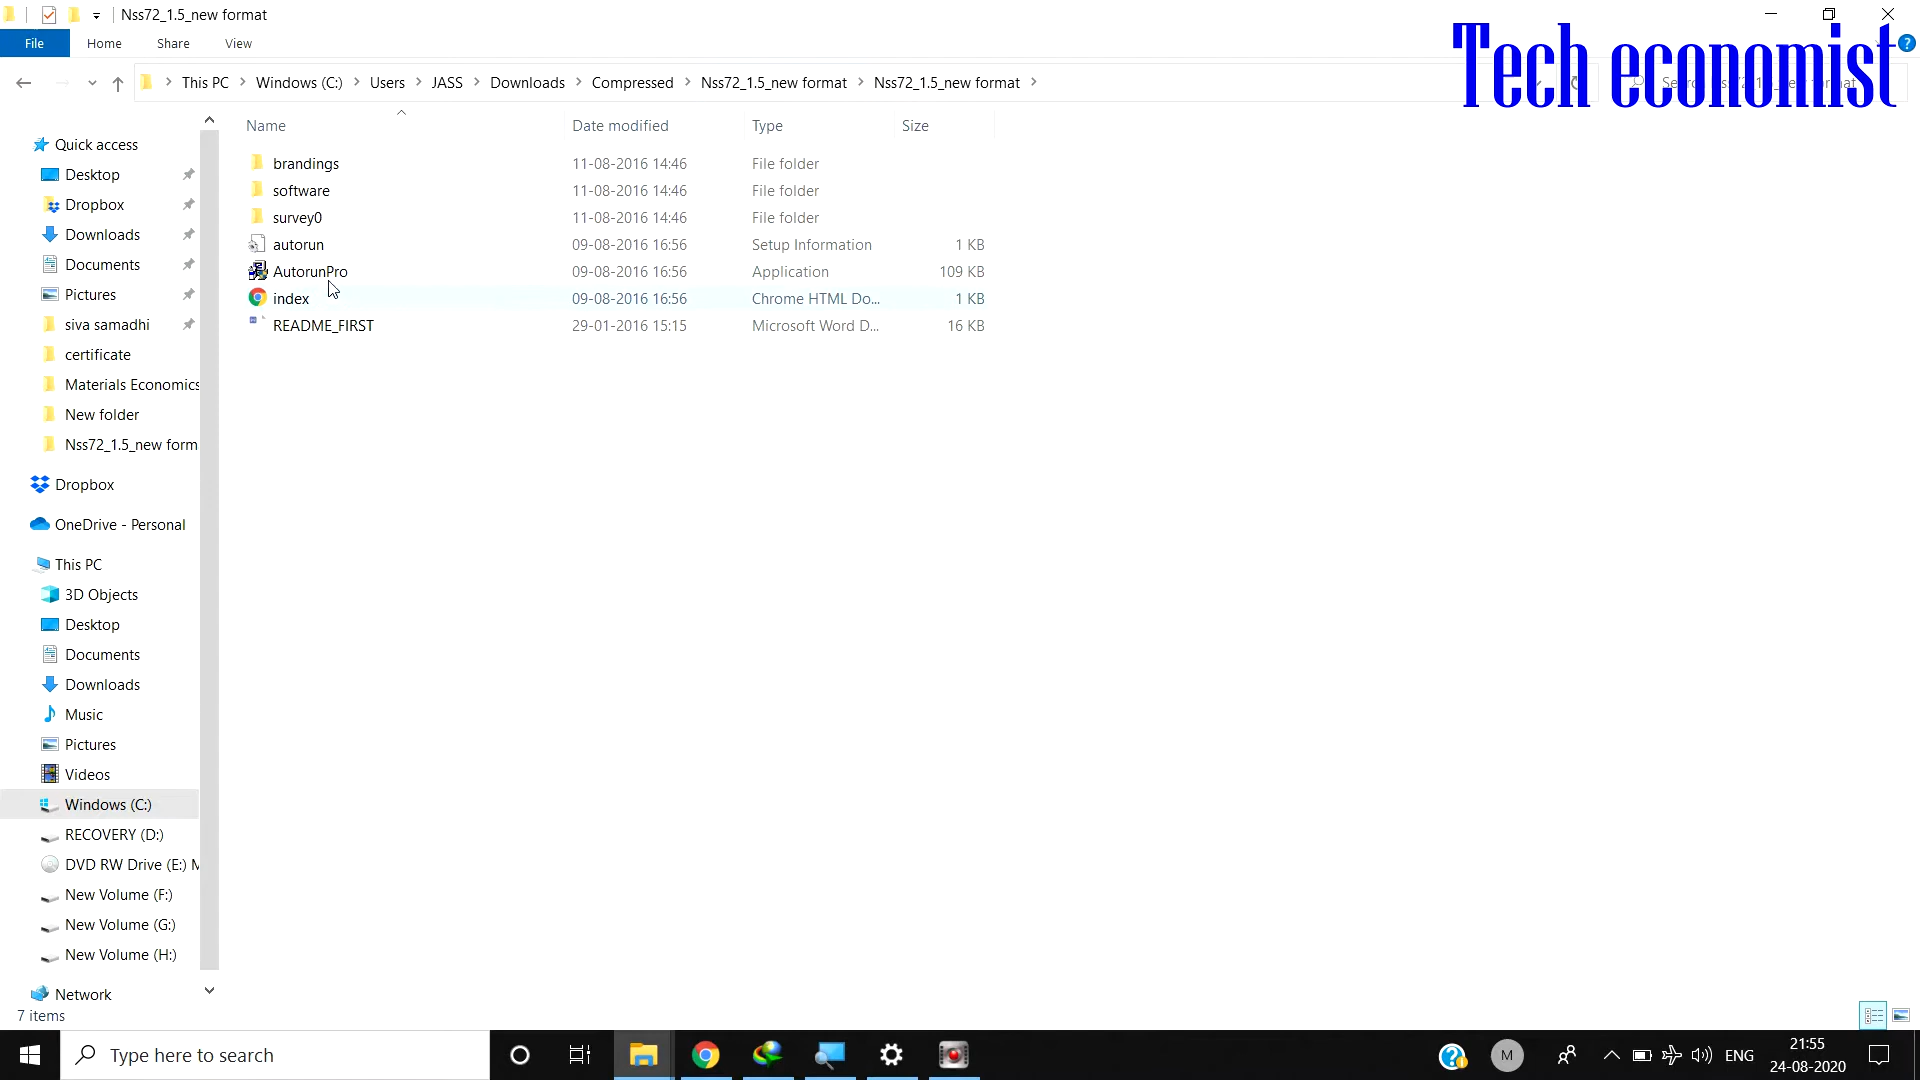 Nss72_1.5_new format
File Home Share View
Tech economist
This PC Windows (C:) Users JASS Downloads Compressed Nss72_1.5_new format Nss72_1.5_new format
Name Date modified Type Size
brandings 11-08-2016 14:46 File folder
software 11-08-2016 14:46 File folder
survey0 11-08-2016 14:46 File folder
autorun 09-08-2016 16:56 Setup Information 1 KB
AutorunPro 09-08-2016 16:56 Application 109 KB
index 09-08-2016 16:56 Chrome HTML Do... 1 KB
README_FIRST 29-01-2016 15:15 Microsoft Word D... 16 KB
Quick access
Desktop
Dropbox
Downloads
Documents
Pictures
siva samadhi
certificate
Materials Economics
New folder
Nss72_1.5_new form
Dropbox
OneDrive - Personal
This PC
3D Objects
Desktop
Documents
Downloads
Music
Pictures
Videos
Windows (C:)
RECOVERY (D:)
DVD RW Drive (E:) M
New Volume (F:)
New Volume (G:)
New Volume (H:)
Network
7 items
Type here to search
M
ENG
21:55
24-08-2020